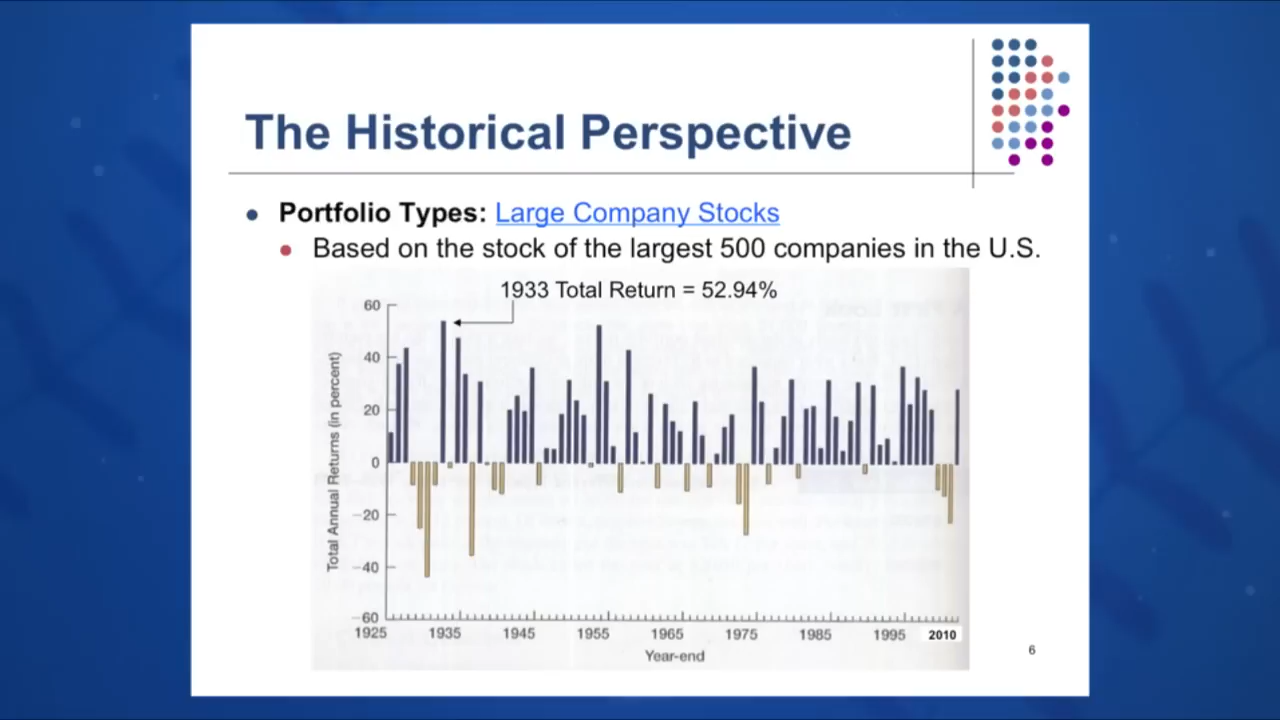 The Historical Perspective
Portfolio Types: Large Company Stocks
Based on the stock of the largest 500 companies in the U.S.
1933 Total Return = 52.94%
Total Annual Returns (in percent)
60
40
20
0
−20
−40
−60
1925 1935 1945 1955 1965 1975 1985 1995 2010
Year-end
6